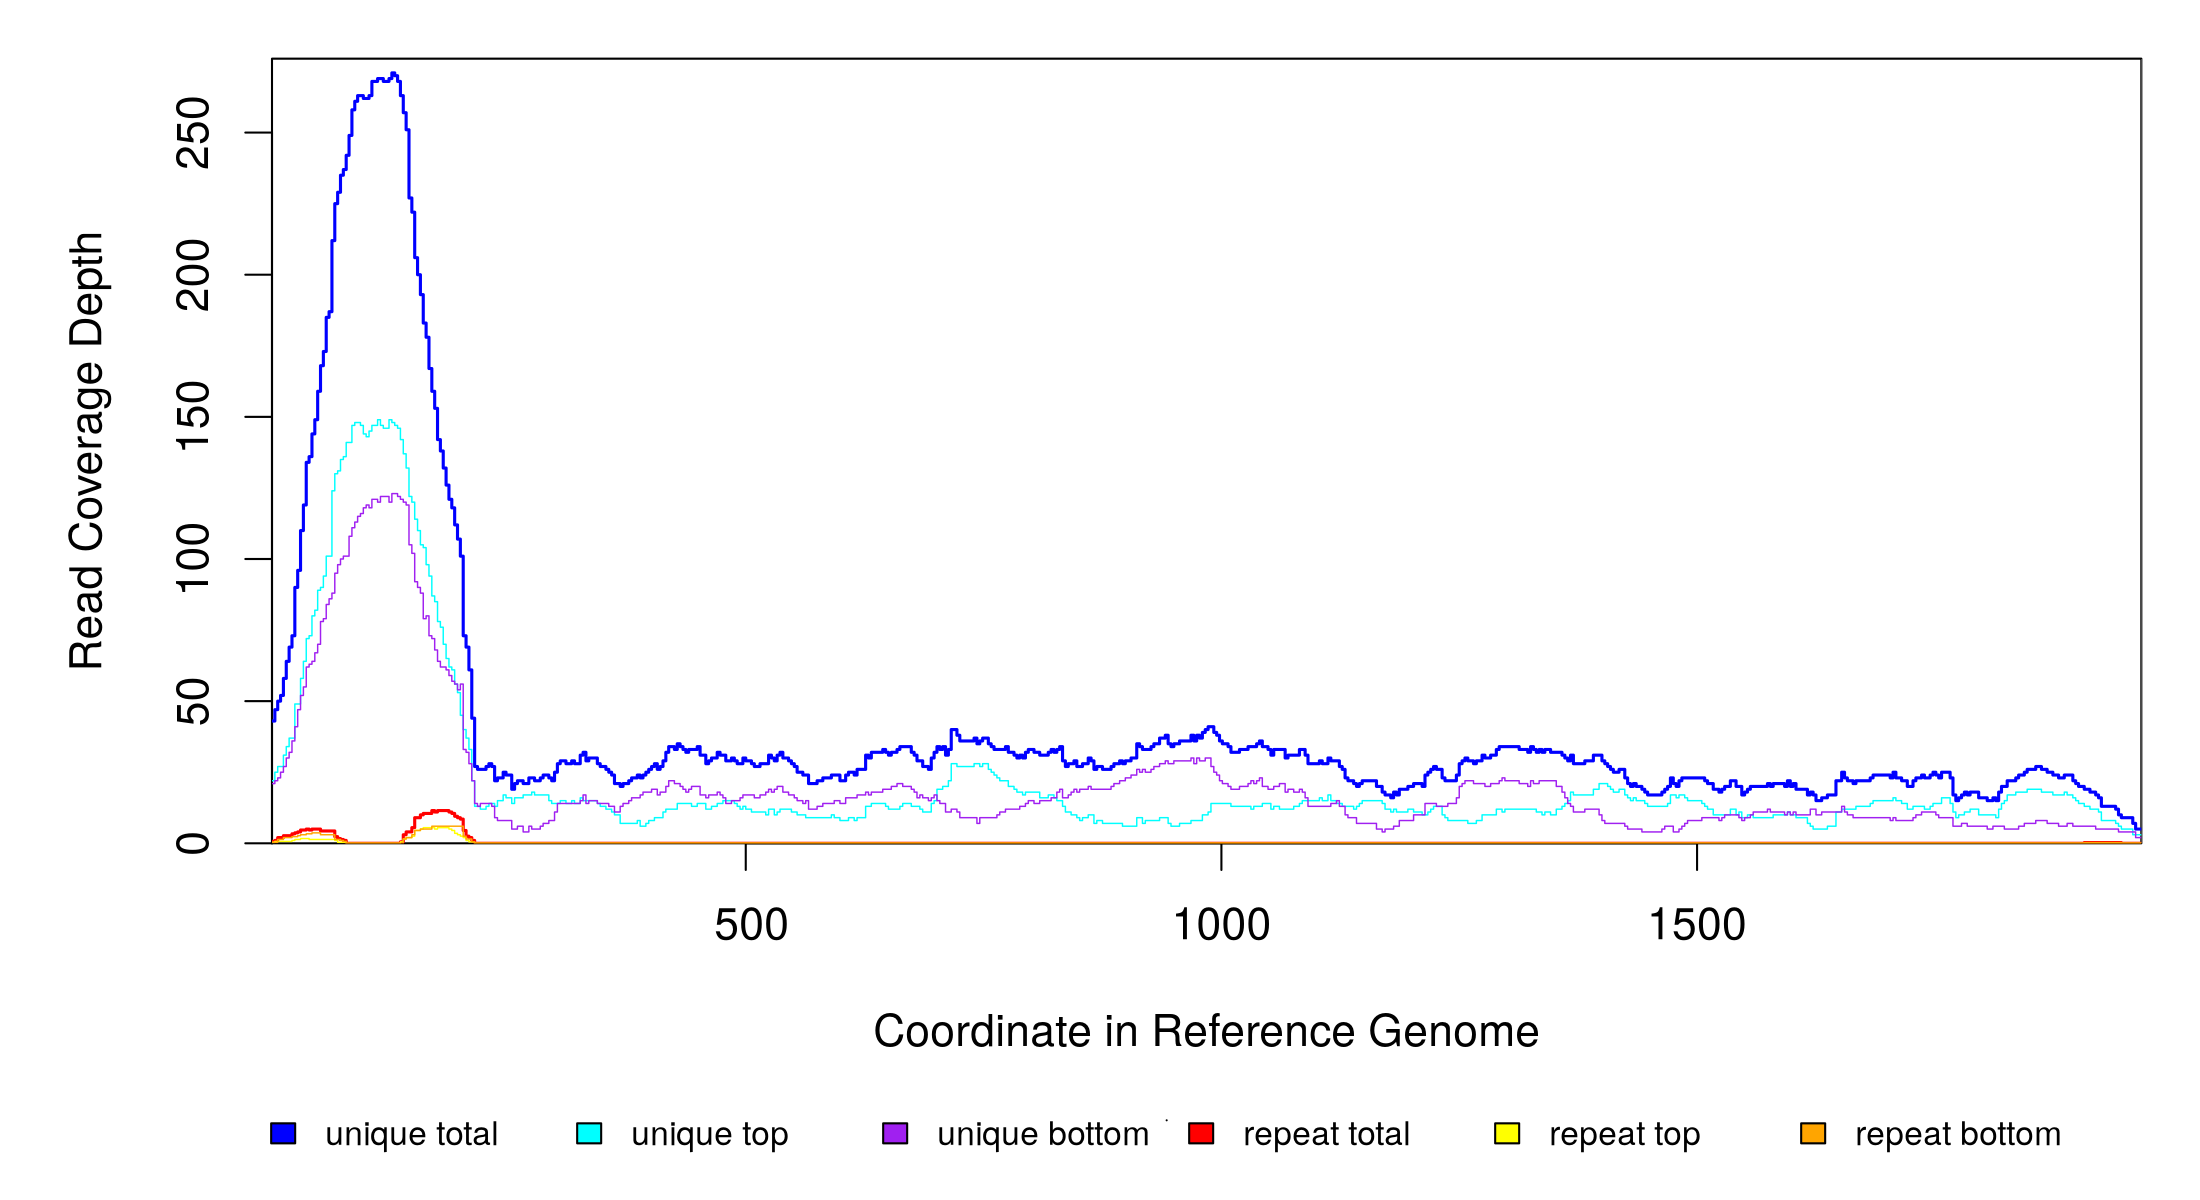 250
200
150
100
50
0
Read Coverage Depth
500 1000 1500
Coordinate in Reference Genome
unique total unique top unique bottom repeat total repeat top repeat bottom